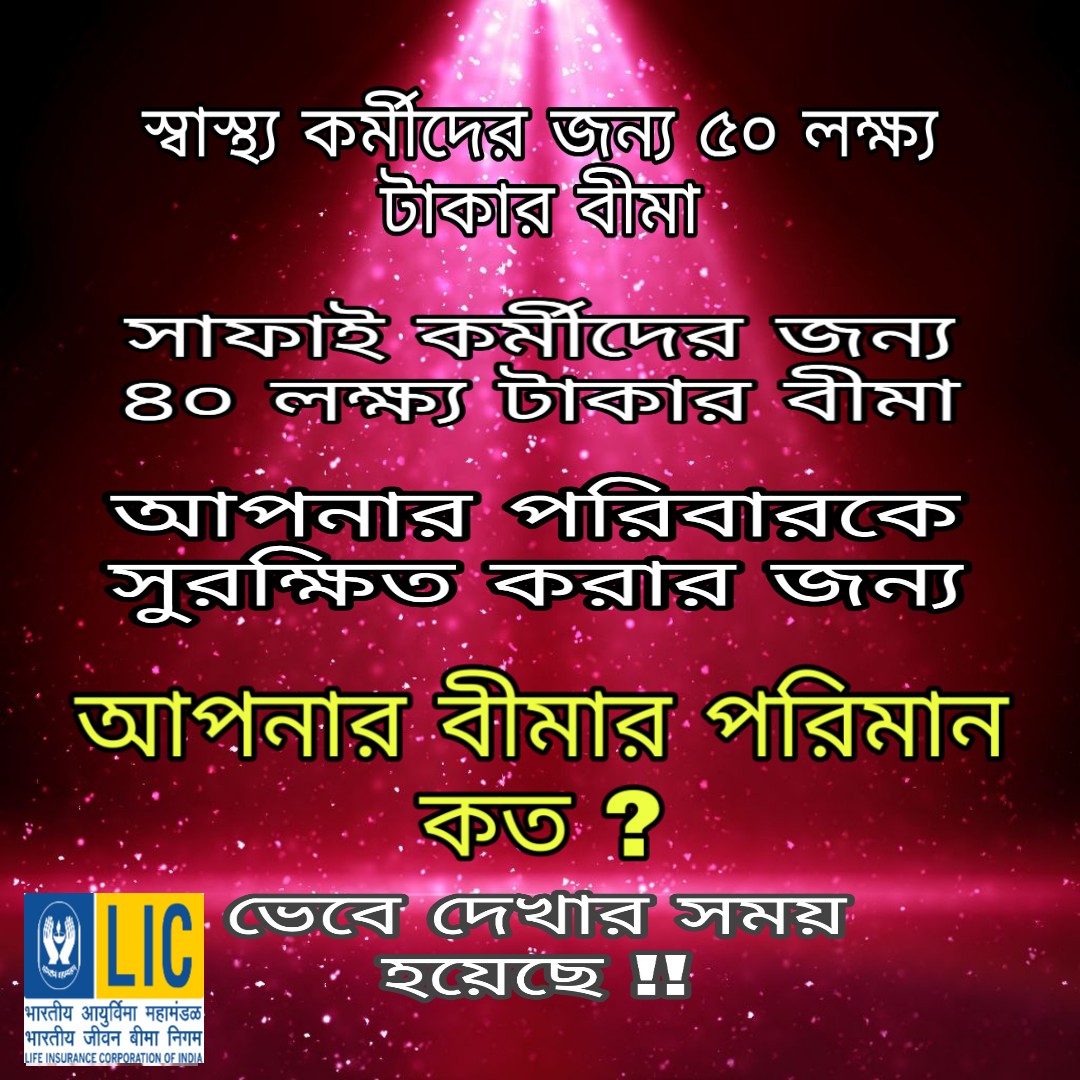 স্বাস্থ্য কর্মীদের জন্য ৫০ লক্ষ্য
টাকার বীমা
সাফাই কর্মীদের জন্য
৪০ লক্ষ্য টাকার বীমা
আপনার পরিবারকে
সুরক্ষিত করার জন্য
আপনার বীমার পরিমান
কত ?
ভেবে দেখার সময়
হয়েছে !!
LIC
भारतीय आयुर्विमा महामंडळ
भारतीय जीवन बीमा निगम
LIFE INSURANCE CORPORATION OF INDIA